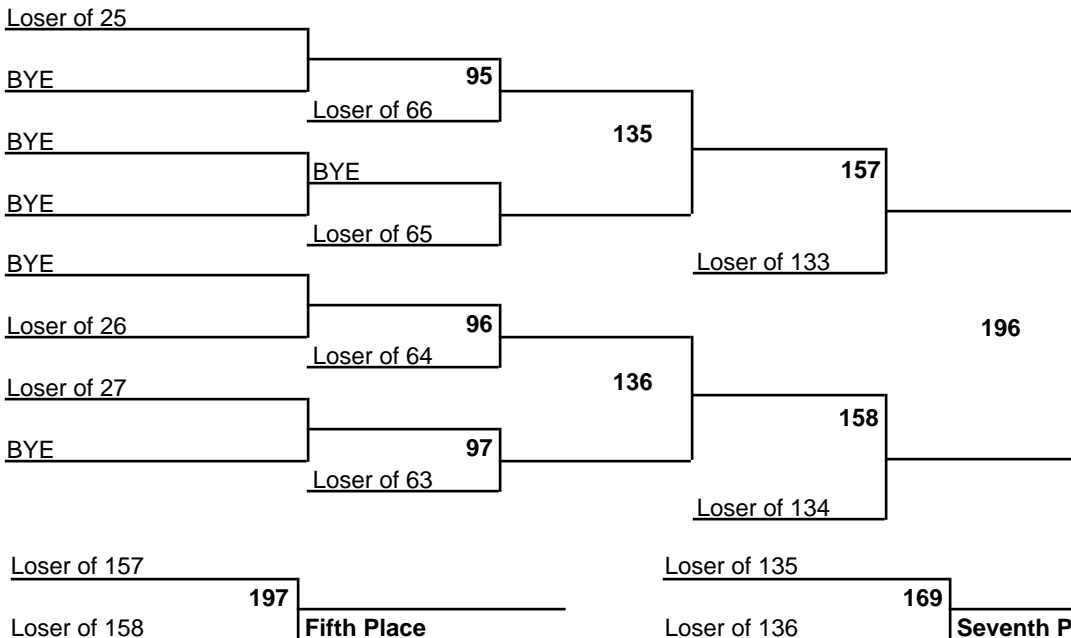 Loser of 25
BYE
95
Loser of 66
BYE
135
BYE
157
BYE
Loser of 65
BYE
Loser of 133
Loser of 26
96
196
Loser of 64
Loser of 27
136
158
BYE
97
Loser of 63
Loser of 134
Loser of 157
Loser of 135
197
169
Loser of 158
Fifth Place
Loser of 136
Seventh P